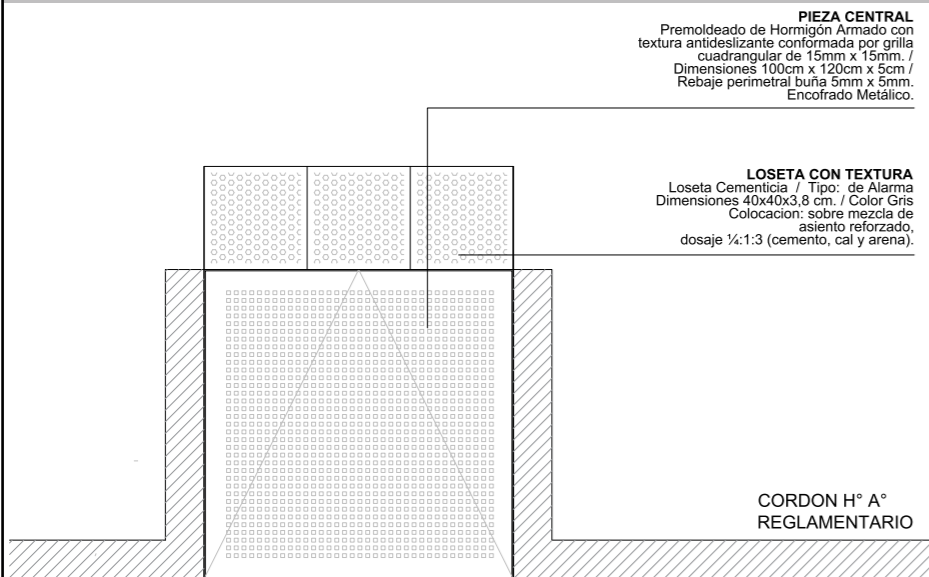 PIEZA CENTRAL
Premoldeado de Hormigón Armado con
textura antideslizante conformada por grilla
cuadrangular de 15mm x 15mm. /
Dimensiones 100cm x 120cm x 5cm /
Rebaje perimetral buña 5mm x 5mm.
Encofrado Metálico.
LOSETA CON TEXTURA
Loseta Cementicia / Tipo: de Alarma
Dimensiones 40x40x3,8 cm. / Color Gris
Colocacion: sobre mezcla de
asiento reforzado,
dosaje ¼:1:3 (cemento, cal y arena).
CORDON H° A°
REGLAMENTARIO